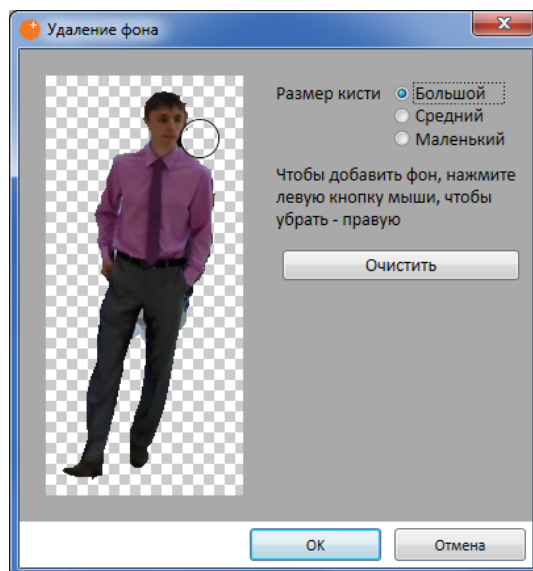 Удаление фона
Размер кисти Большой
Средний
Маленький
Чтобы добавить фон, нажмите
левую кнопку мыши, чтобы
убрать - правую
Очистить
ОК Отмена